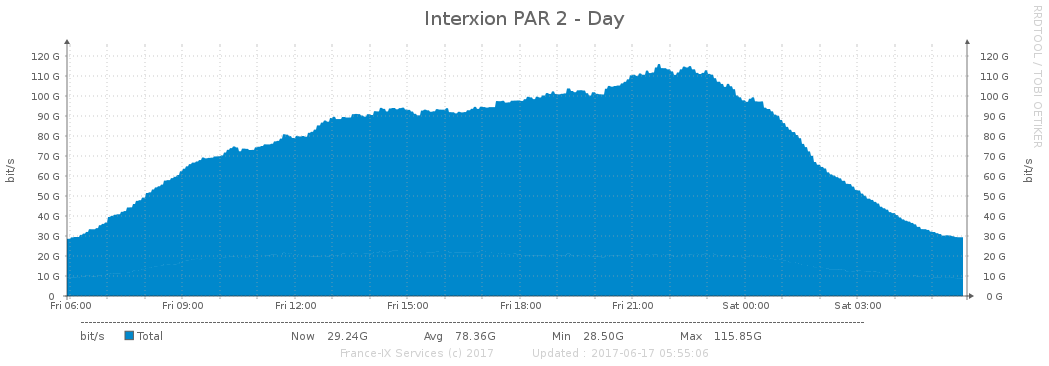 Interxion PAR 2 - Day
RRDTOOL / TOBI OETIKER
bit/s
120 G
110 G
100 G
90 G
80 G
70 G
60 G
50 G
40 G
30 G
20 G
10 G
0
120 G
110 G
100 G
90 G
80 G
70 G
60 G
50 G
40 G
30 G
20 G
10 G
0 G
bit/s
Fri 06:00 Fri 09:00 Fri 12:00 Fri 15:00 Fri 18:00 Fri 21:00 Sat 00:00 Sat 03:00
bit/s Total Now 29.24G Avg 78.36G Min 28.50G Max 115.85G
France-IX Services (c) 2017 Updated : 2017-06-17 05:55:06